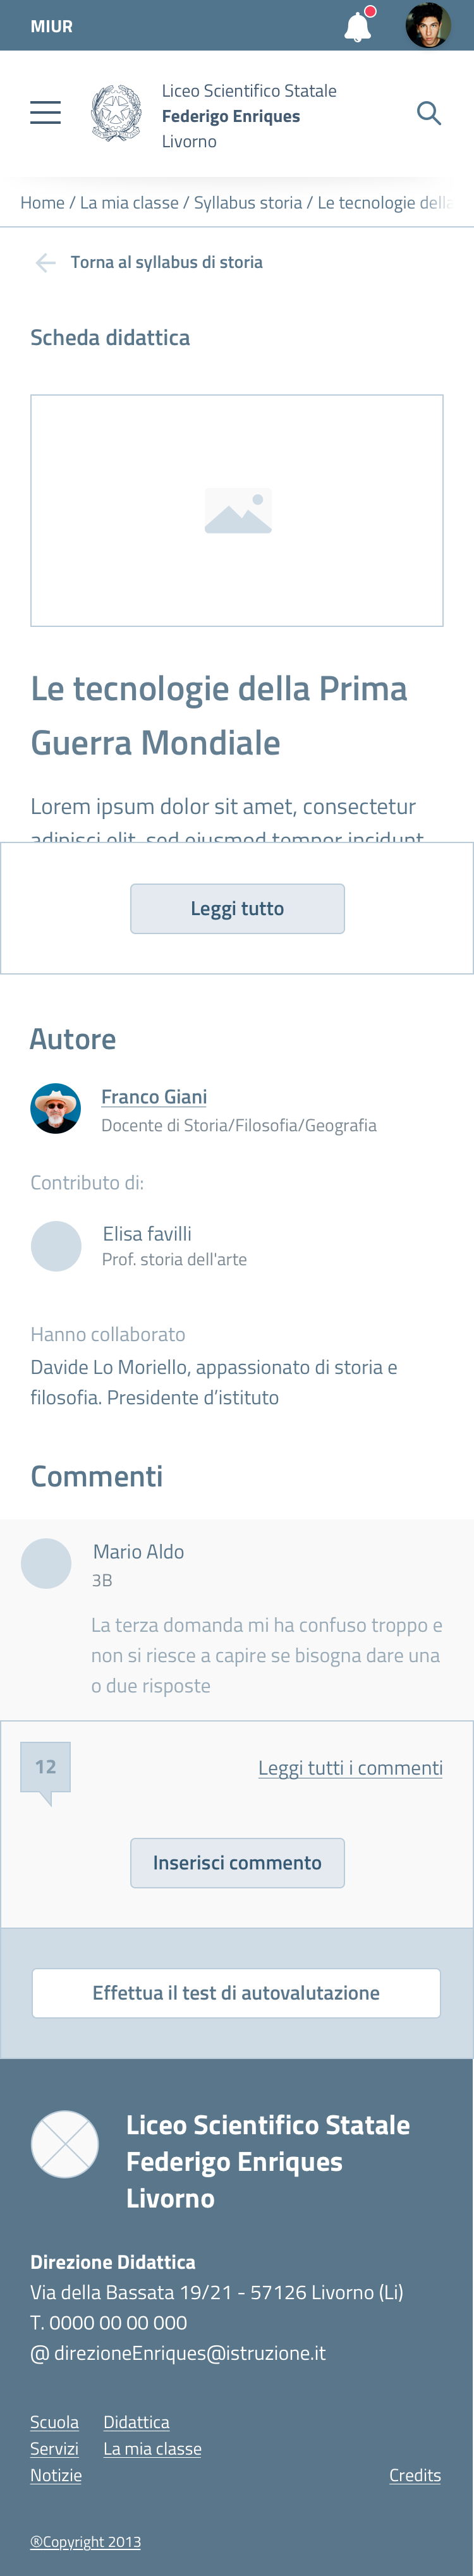 MIUR
Liceo Scientifico Statale
Federigo Enriques
Livorno
Home / La mia classe / Syllabus storia / Le tecnologie della
Torna al syllabus di storia
Scheda didattica
Le tecnologie della Prima
Guerra Mondiale
Lorem ipsum dolor sit amet, consectetur
adipisci elit, sed eiusmod tempor incidunt
Leggi tutto
Autore
Franco Giani
Docente di Storia/Filosofia/Geografia
Contributo di:
Elisa favilli
Prof. storia dell'arte
Hanno collaborato
Davide Lo Moriello, appassionato di storia e
filosofia. Presidente d’istituto
Commenti
Mario Aldo
3B
La terza domanda mi ha confuso troppo e
non si riesce a capire se bisogna dare una
o due risposte
12
Leggi tutti i commenti
Inserisci commento
Effettua il test di autovalutazione
Liceo Scientifico Statale
Federigo Enriques
Livorno
Direzione Didattica
Via della Bassata 19/21 - 57126 Livorno (Li)
T. 0000 00 00 000
@ direzioneEnriques@istruzione.it
Scuola Didattica
Servizi La mia classe
Notizie Credits
®Copyright 2013